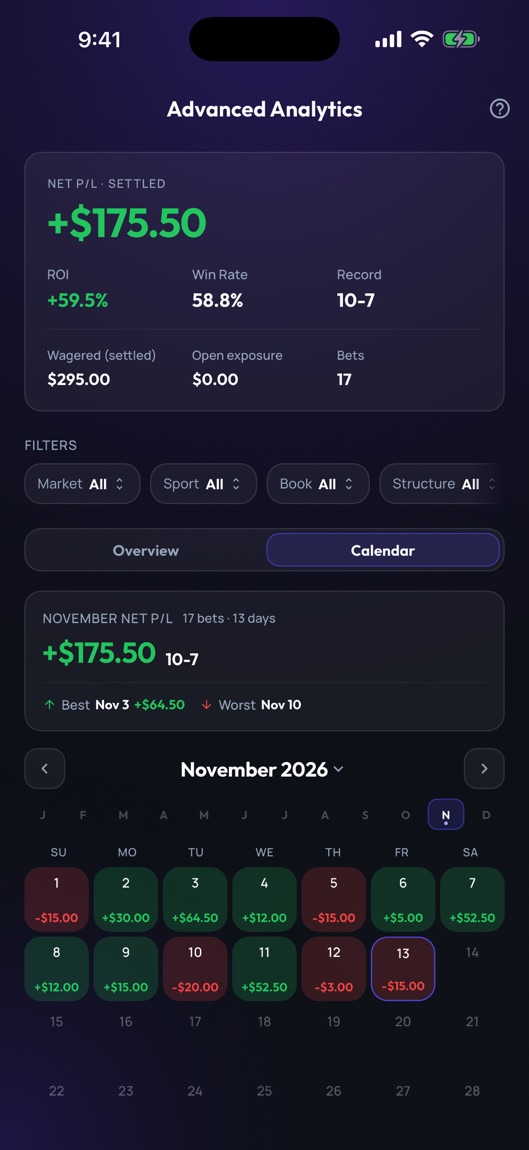 9:41
Advanced Analytics
NET P/L · SETTLED
+$175.50
ROI Win Rate Record
+59.5% 58.8% 10-7
Wagered (settled) Open exposure Bets
$295.00 $0.00 17
FILTERS
Market All Sport All Book All Structure All
Overview Calendar
NOVEMBER NET P/L 17 bets · 13 days
+$175.50 10-7
Best Nov 3 +$64.50 Worst Nov 10
November 2026
J F M A M J J A S O N D
SU MO TU WE TH FR SA
1 2 3 4 5 6 7
-$15.00 +$30.00 +$64.50 +$12.00 -$15.00 +$5.00 +$52.50
8 9 10 11 12 13 14
+$12.00 +$15.00 -$20.00 +$52.50 -$3.00 -$15.00
15 16 17 18 19 20 21
22 23 24 25 26 27 28